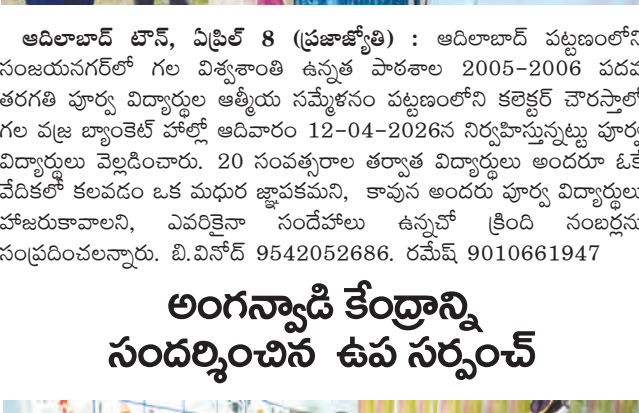 ఆదిలాబాద్ టౌన్, ఏప్రిల్ 8 (ప్రజాజ్యోతి) : ఆదిలాబాద్ పట్టణంలోని
సంజయనగర్‌లో గల విశ్వశాంతి ఉన్నత పాఠశాల 2005-2006 పదవ
తరగతి పూర్వ విద్యార్థుల ఆత్మీయ సమ్మేళనం పట్టణంలోని కలెక్టర్ చౌరస్తాలో
గల వజ్ర బ్యాంకెట్ హాల్లో ఆదివారం 12-04-2026న నిర్వహిస్తున్నట్టు పూర్వ
విద్యార్థులు వెల్లడించారు. 20 సంవత్సరాల తర్వాత విద్యార్థులు అందరూ ఓకే
వేదికలో కలవడం ఒక మధుర జ్ఞాపకమని, కావున అందరు పూర్వ విద్యార్థులు
హాజరుకావాలని, ఎవరికైనా సందేహాలు ఉన్నచో క్రింది నంబర్లను
సంప్రదించలన్నారు. బి.వినోద్ 9542052686. రమేష్ 9010661947
అంగన్వాడి కేంద్రాన్ని
సందర్శించిన ఉప సర్పంచ్